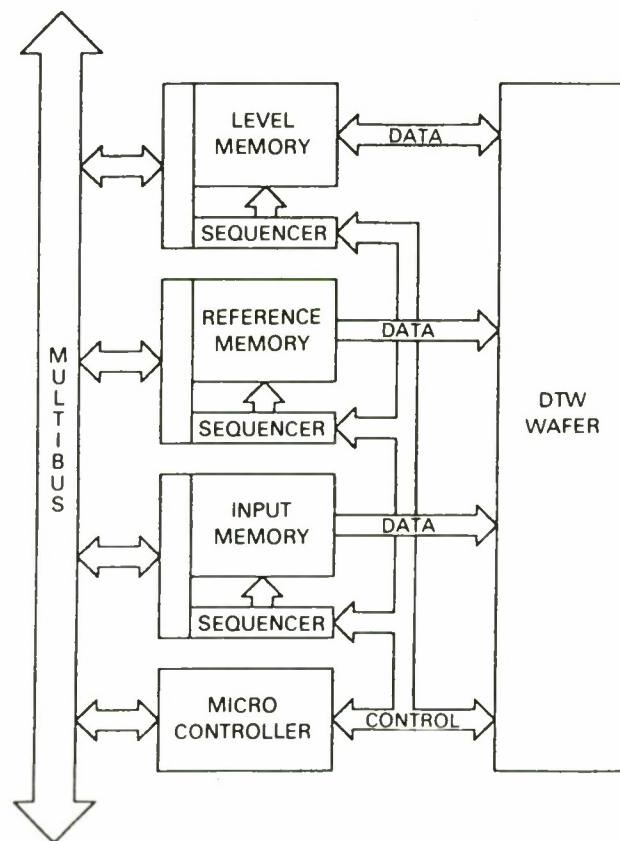 MULTIBUS
LEVEL
MEMORY
DATA
SEQUENCER
REFERENCE
MEMORY
DATA
SEQUENCER
INPUT
MEMORY
DATA
SEQUENCER
MICRO
CONTROLLER
CONTROL
DTW
WAFER